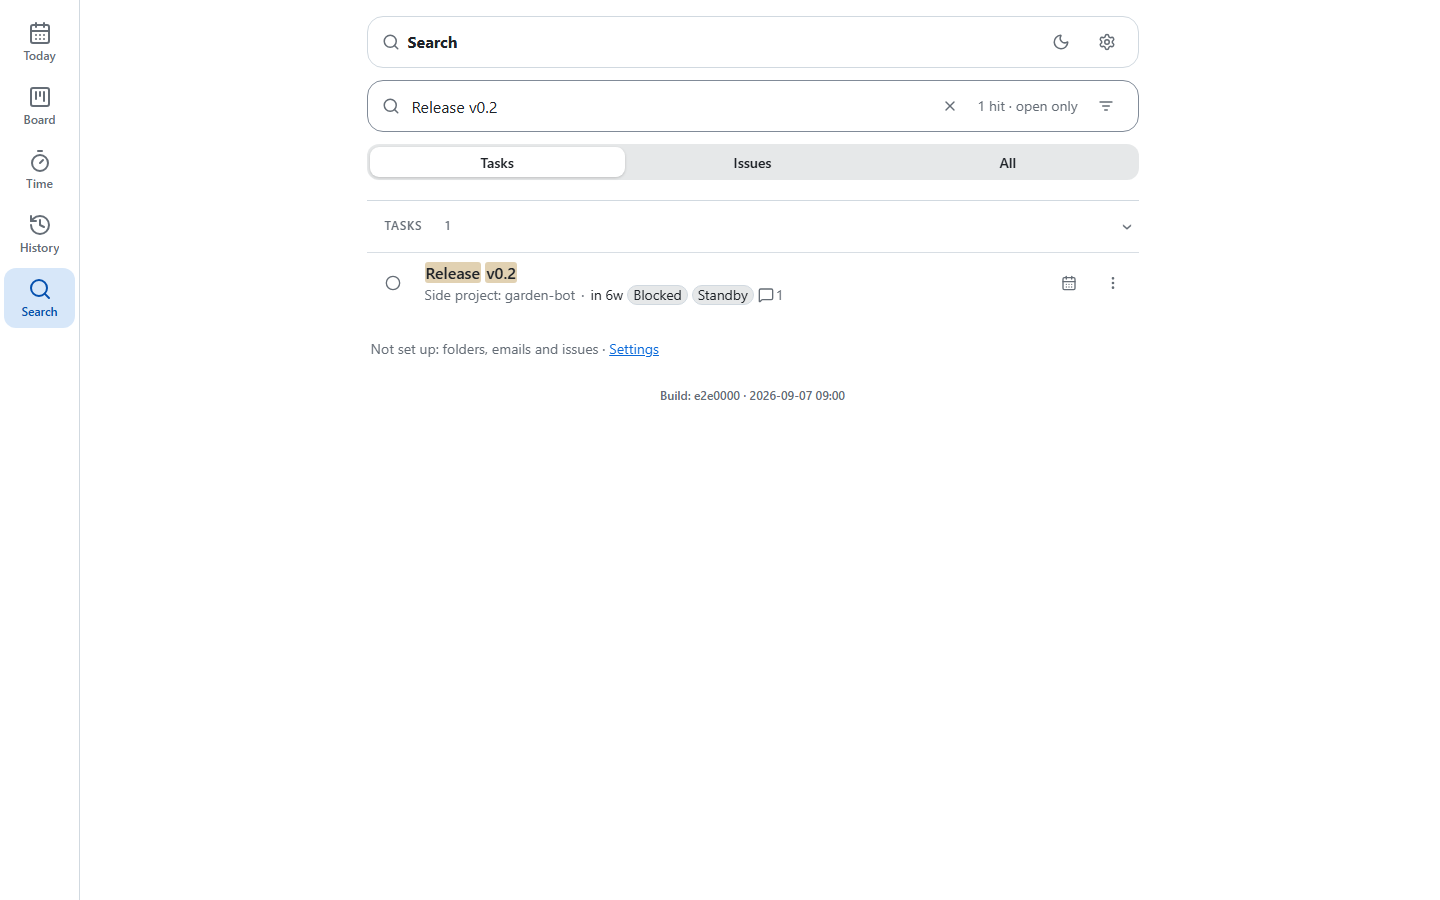 Today
Board
Time
History
Search
Search
Release v0.2
1 hit · open only
Tasks
Issues
All
TASKS 1
Release v0.2
Side project: garden-bot · in 6w Blocked Standby 1
Not set up: folders, emails and issues · Settings
Build: e2e0000 · 2026-09-07 09:00